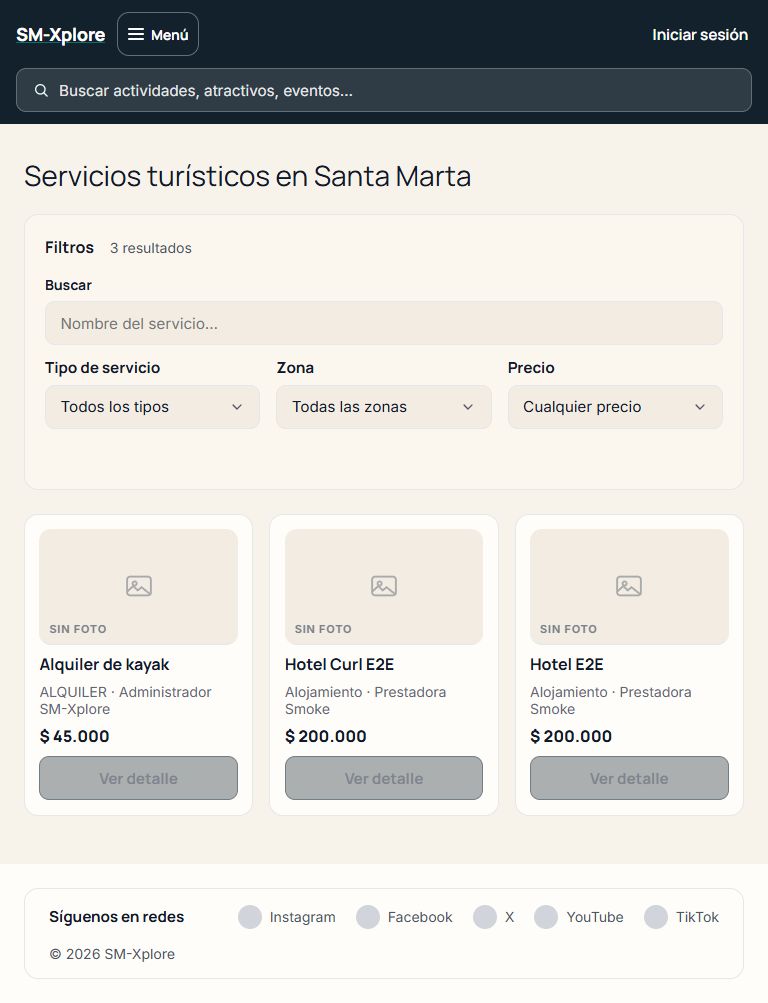 SM-Xplore
Menú
Iniciar sesión
Buscar actividades, atractivos, eventos...
Servicios turísticos en Santa Marta
Filtros 3 resultados
Buscar
Nombre del servicio...
Tipo de servicio Zona Precio
Todos los tipos Todas las zonas Cualquier precio
SIN FOTO
Alquiler de kayak
ALQUILER · Administrador
SM-Xplore
$ 45.000
Ver detalle
SIN FOTO
Hotel Curl E2E
Alojamiento · Prestadora
Smoke
$ 200.000
Ver detalle
SIN FOTO
Hotel E2E
Alojamiento · Prestadora
Smoke
$ 200.000
Ver detalle
Síguenos en redes Instagram Facebook X YouTube TikTok
© 2026 SM-Xplore